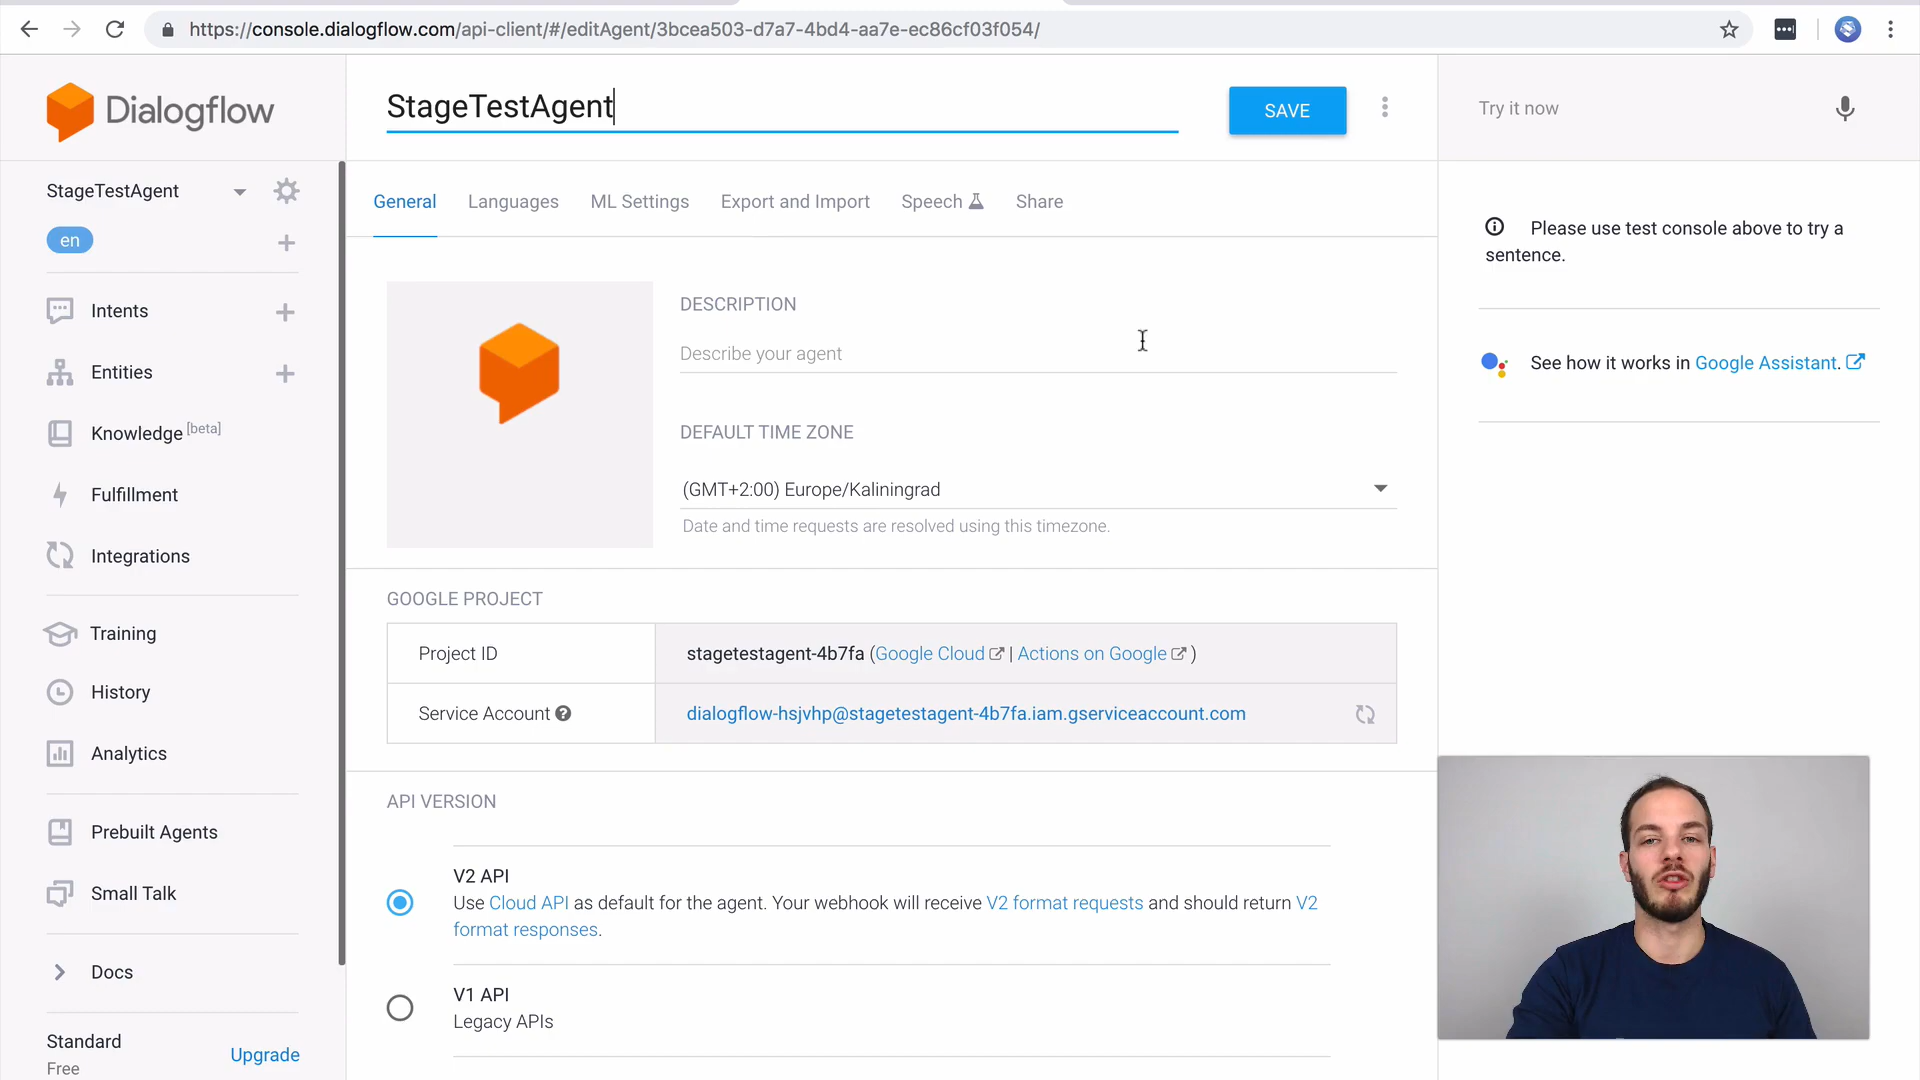 https://console.dialogflow.com/api-client/#/editAgent/3bcea503-d7a7-4bd4-aa7e-ec86cf03f054/
Dialogflow
StageTestAgent
SAVE
Try it now
StageTestAgent
en
General Languages ML Settings Export and Import Speech Share
Intents
Entities
Knowledge [beta]
Fulfillment
Integrations
Training
History
Analytics
Prebuilt Agents
Small Talk
Docs
Standard
Free
Upgrade
DESCRIPTION
Describe your agent
DEFAULT TIME ZONE
(GMT+2:00) Europe/Kaliningrad
Date and time requests are resolved using this timezone.
GOOGLE PROJECT
Project ID stagetestagent-4b7fa (Google Cloud | Actions on Google )
Service Account dialogflow-hsjvhp@stagetestagent-4b7fa.iam.gserviceaccount.com
API VERSION
V2 API
Use Cloud API as default for the agent. Your webhook will receive V2 format requests and should return V2
format responses.
V1 API
Legacy APIs
Please use test console above to try a
sentence.
See how it works in Google Assistant.